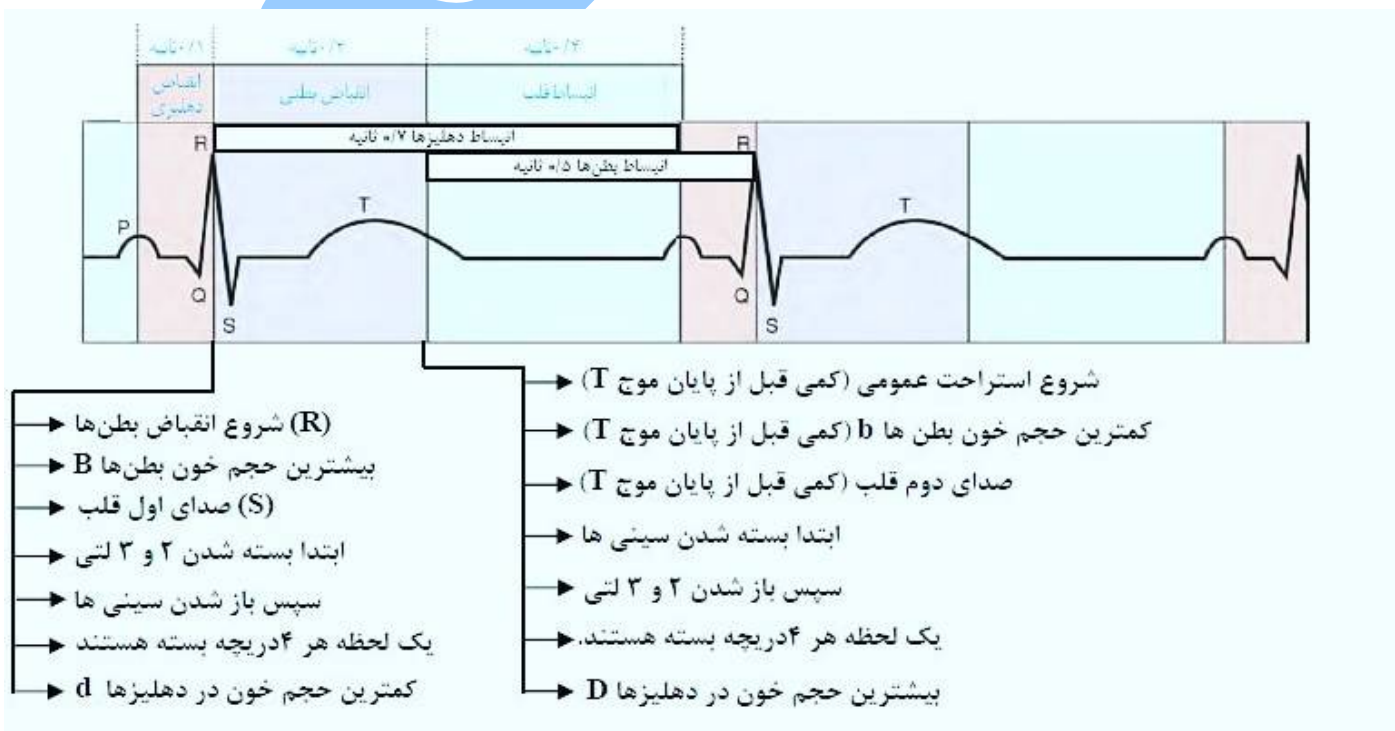 ۰/۱ ثانیه ۰/۳ ثانیه ۰/۴ ثانیه
انقباض دهلیزی انقباض بطنی انبساط قلب
انبساط دهلیزها ۰/۷ ثانیه
انبساط بطن‌ها ۰/۵ ثانیه
P
R
Q
S
T
R
Q
S
T
شروع استراحت عمومی (کمی قبل از پایان موج T)
کمترین حجم خون بطن ها b (کمی قبل از پایان موج T)
صدای دوم قلب (کمی قبل از پایان موج T)
ابتدا بسته شدن سینی ها
سپس باز شدن ۲ و ۳ لتی
یک لحظه هر ۴دریچه بسته هستند.
بیشترین حجم خون در دهلیزها D
(R) شروع انقباض بطن‌ها
بیشترین حجم خون بطن‌ها B
(S) صدای اول قلب
ابتدا بسته شدن ۲ و ۳ لتی
سپس باز شدن سینی ها
یک لحظه هر ۴دریچه بسته هستند
کمترین حجم خون در دهلیزها d